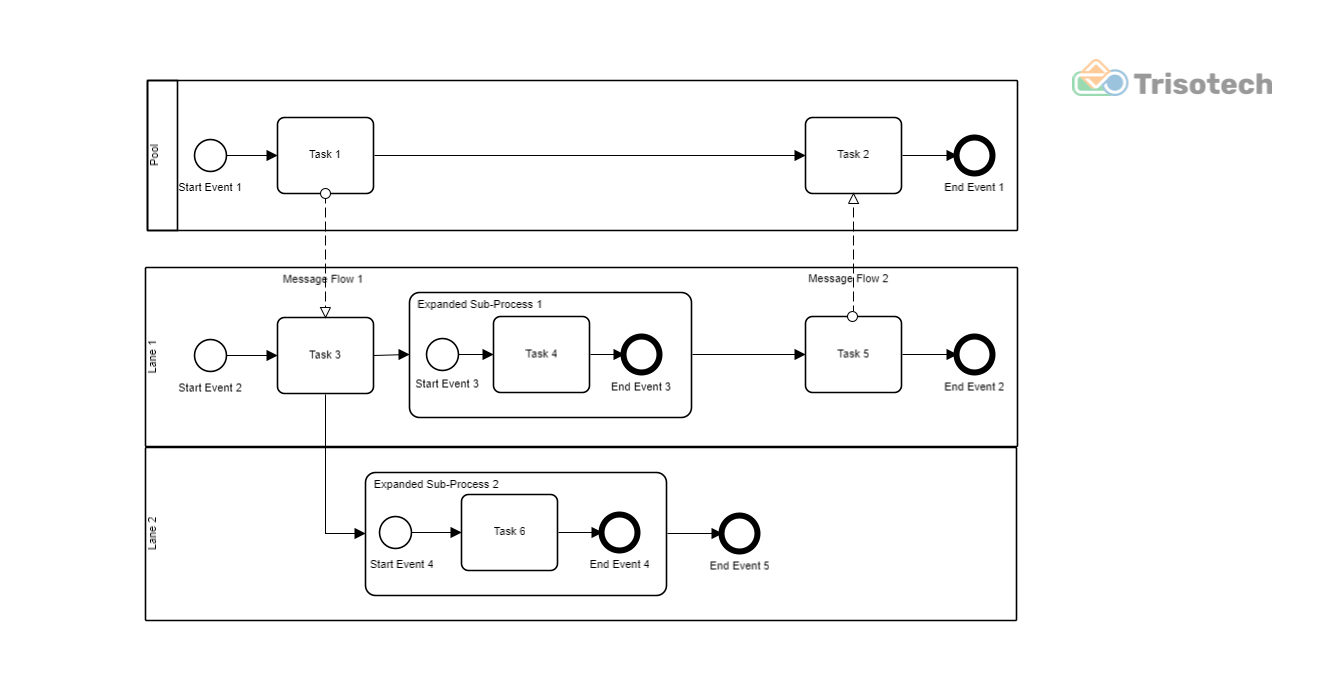 Trisotech
Pool
Task 1
Task 2
Start Event 1
End Event 1
Message Flow 1
Message Flow 2
Lane 1
Expanded Sub-Process 1
Task 3
Task 4
Task 5
Start Event 2
Start Event 3
End Event 3
End Event 2
Lane 2
Expanded Sub-Process 2
Task 6
Start Event 4
End Event 4
End Event 5